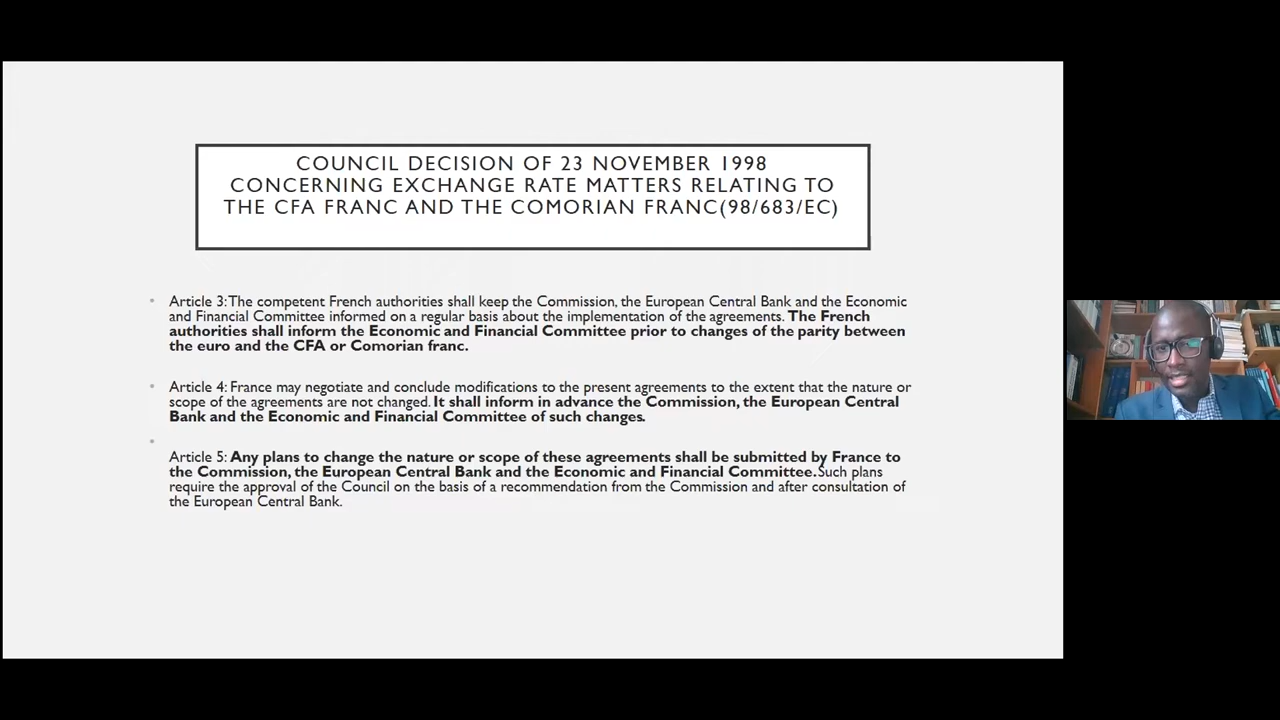 COUNCIL DECISION OF 23 NOVEMBER 1998
CONCERNING EXCHANGE RATE MATTERS RELATING TO
THE CFA FRANC AND THE COMORIAN FRANC(98/683/EC)
• Article 3: The competent French authorities shall keep the Commission, the European Central Bank and the Economic
and Financial Committee informed on a regular basis about the implementation of the agreements. The French
authorities shall inform the Economic and Financial Committee prior to changes of the parity between
the euro and the CFA or Comorian franc.
• Article 4: France may negotiate and conclude modifications to the present agreements to the extent that the nature or
scope of the agreements are not changed. It shall inform in advance the Commission, the European Central
Bank and the Economic and Financial Committee of such changes.
•
Article 5: Any plans to change the nature or scope of these agreements shall be submitted by France to
the Commission, the European Central Bank and the Economic and Financial Committee. Such plans
require the approval of the Council on the basis of a recommendation from the Commission and after consultation of
the European Central Bank.